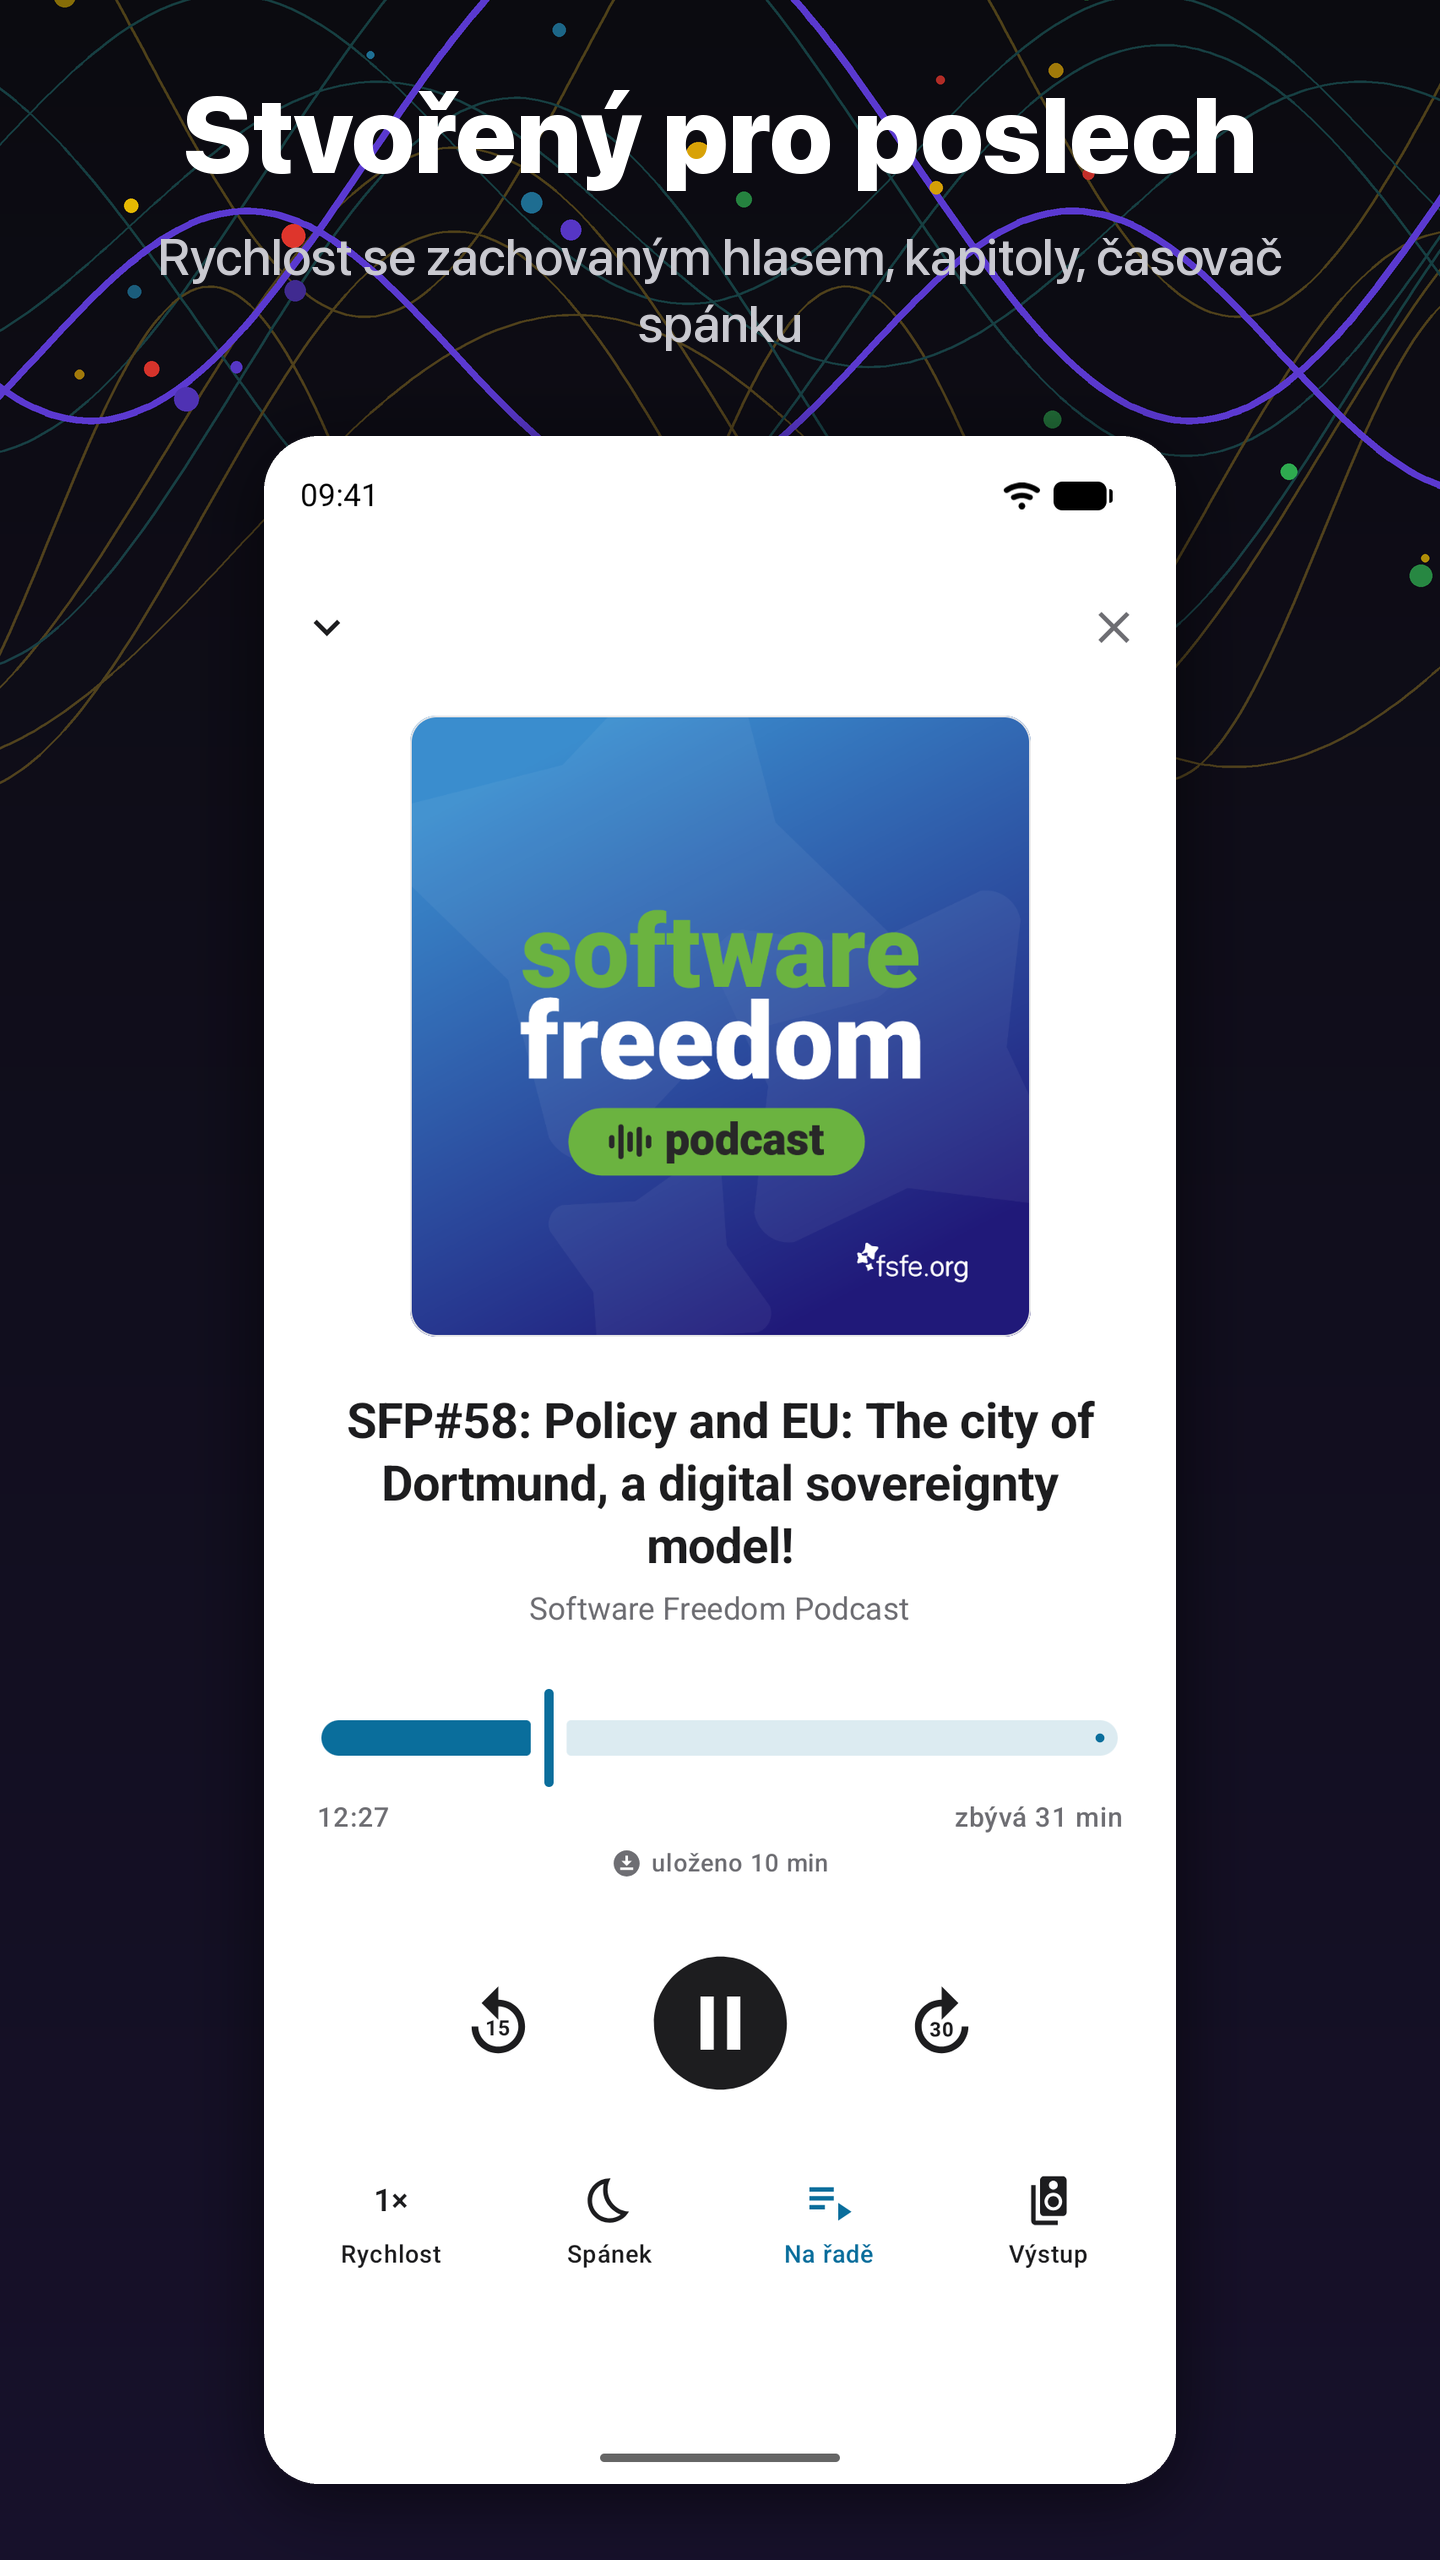 Stvořený pro poslech
Rychlost se zachovaným hlasem, kapitoly, časovač
spánku
09:41
software
freedom
podcast
fsfe.org
SFP#58: Policy and EU: The city of
Dortmund, a digital sovereignty
model!
Software Freedom Podcast
12:27
zbývá 31 min
uloženo 10 min
15
30
1×
Rychlost
Spánek
Na řadě
Výstup